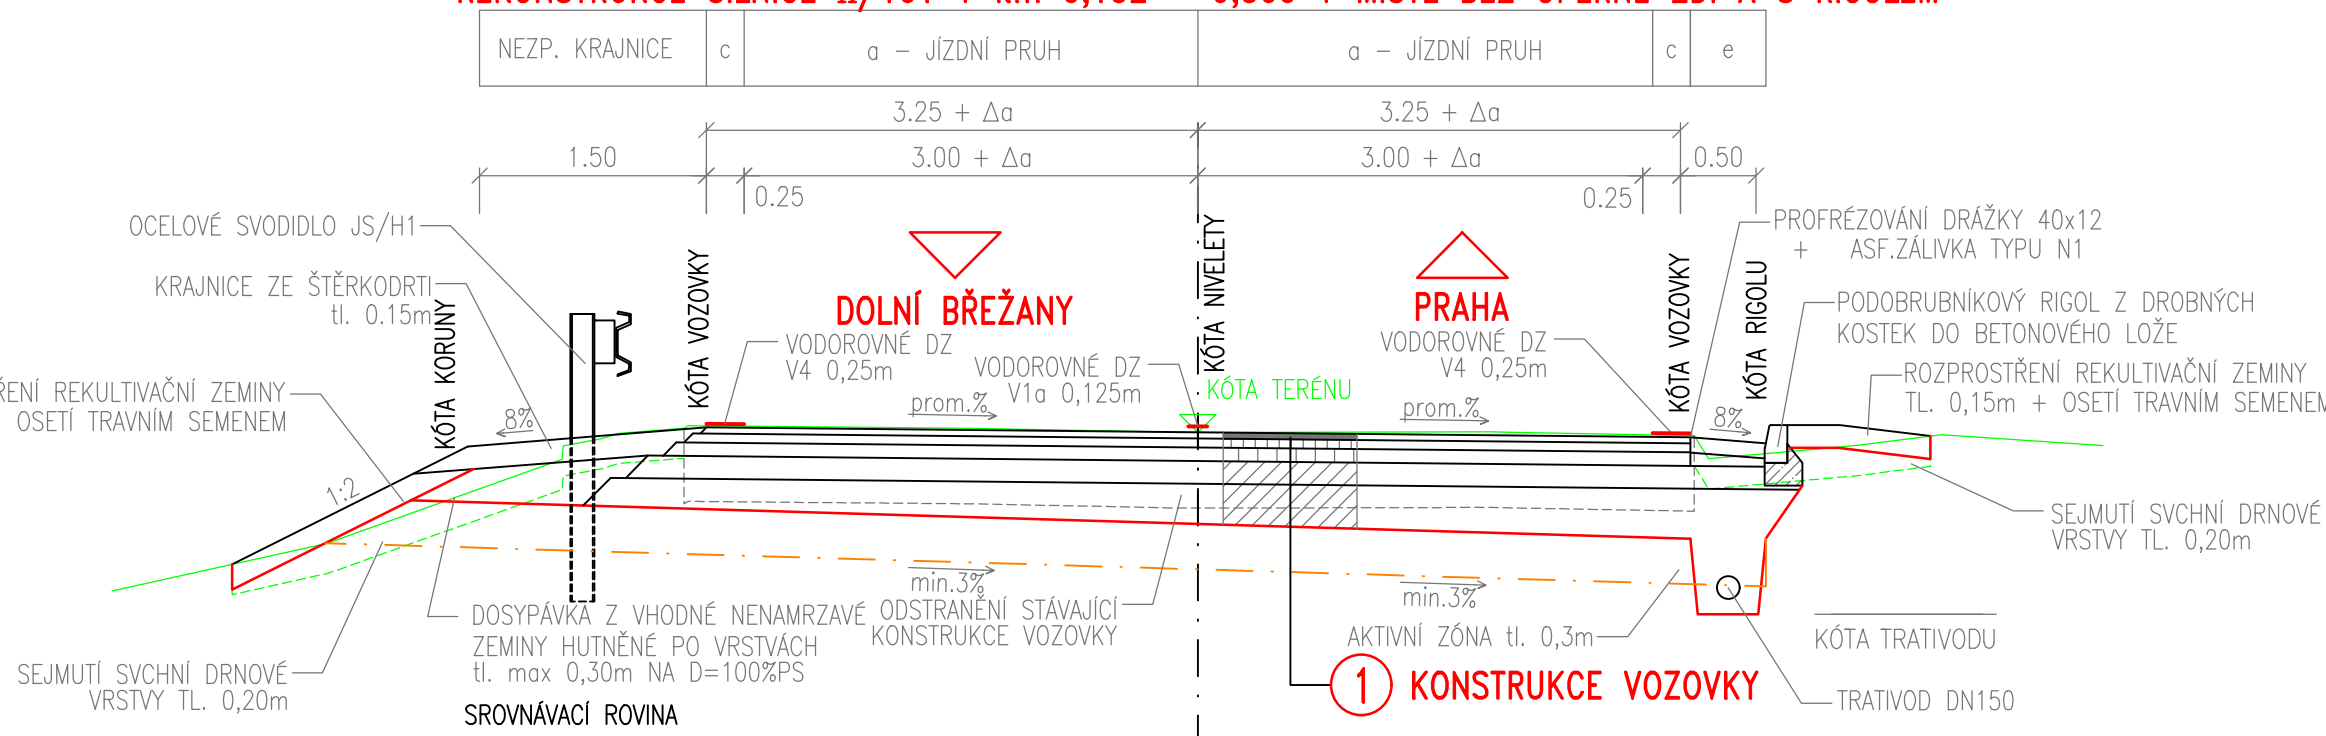 NEZP. KRAJNICE
c
a - JÍZDNÍ PRUH
a - JÍZDNÍ PRUH
c
e
3.25 + Δa
3.25 + Δa
1.50
3.00 + Δa
3.00 + Δa
0.50
0.25
0.25
OCELOVÉ SVODIDLO JS/H1
KRAJNICE ZE ŠTĚRKODRTI
tl. 0.15m
KÓTA KORUNY
KÓTA VOZOVKY
DOLNÍ BŘEŽANY
KÓTA NIVELETY
PRAHA
KÓTA VOZOVKY
KÓTA RIGOLU
PROFRÉZOVÁNÍ DRÁŽKY 40x12
+ ASF.ZÁLIVKA TYPU N1
PODOBRUBNÍKOVÝ RIGOL Z DROBNÝCH
KOSTEK DO BETONOVÉHO LOŽE
VODOROVNÉ DZ
V4 0,25m
VODOROVNÉ DZ
V1a 0,125m
VODOROVNÉ DZ
V4 0,25m
KÓTA TERÉNU
REKULTIVAČNÍ ZEMINY
OSETÍ TRAVNÍM SEMENEM
ROZPROSTŘENÍ REKULTIVAČNÍ ZEMINY
TL. 0,15m + OSETÍ TRAVNÍM SEMENEM
8%
prom.%
prom.%
8%
1:2
min.3%
min.3%
SEJMUTÍ SVCHNÍ DRNOVÉ
VRSTVY TL. 0,20m
DOSYPÁVKA Z VHODNÉ NENAMRZAVÉ
ZEMINY HUTNĚNÉ PO VRSTVÁCH
tl. max 0,30m NA D=100%PS
ODSTRANĚNÍ STÁVAJÍCÍ
KONSTRUKCE VOZOVKY
AKTIVNÍ ZÓNA tl. 0,3m
KÓTA TRATIVODU
SEJMUTÍ SVCHNÍ DRNOVÉ
VRSTVY TL. 0,20m
1 KONSTRUKCE VOZOVKY
TRATIVOD DN150
SROVNÁVACÍ ROVINA